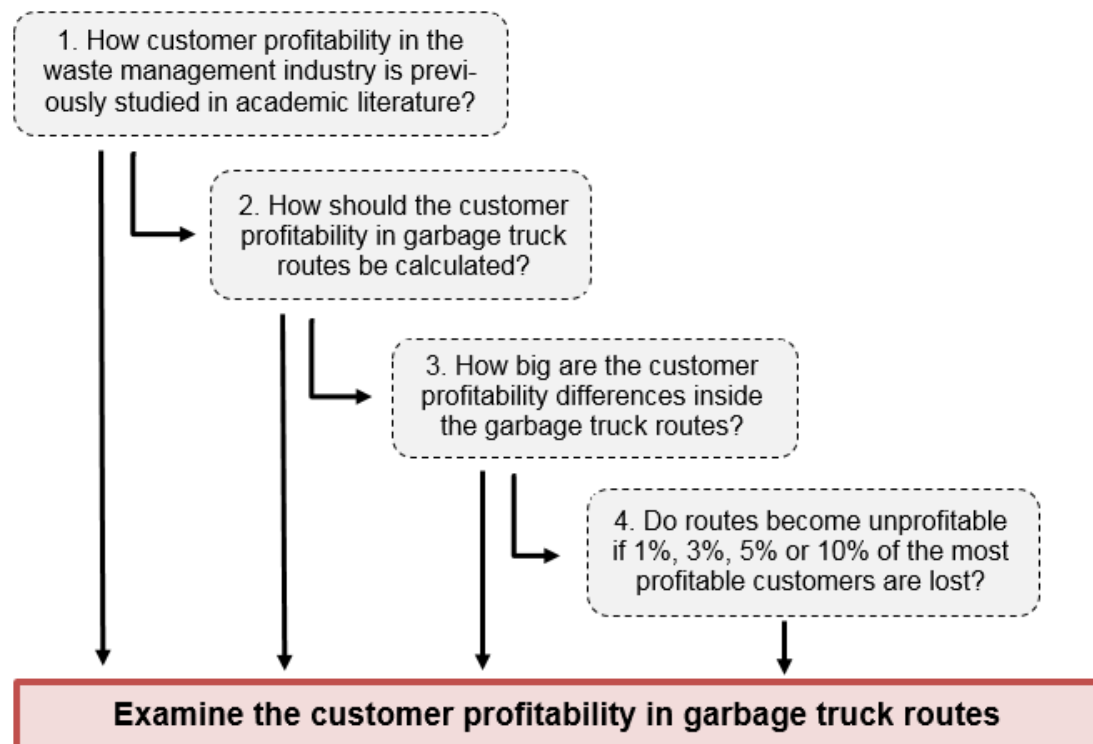 1. How customer profitability in the
waste management industry is previ-
ously studied in academic literature?
2. How should the customer
profitability in garbage truck
routes be calculated?
3. How big are the customer
profitability differences inside
the garbage truck routes?
4. Do routes become unprofitable
if 1%, 3%, 5% or 10% of the most
profitable customers are lost?
Examine the customer profitability in garbage truck routes